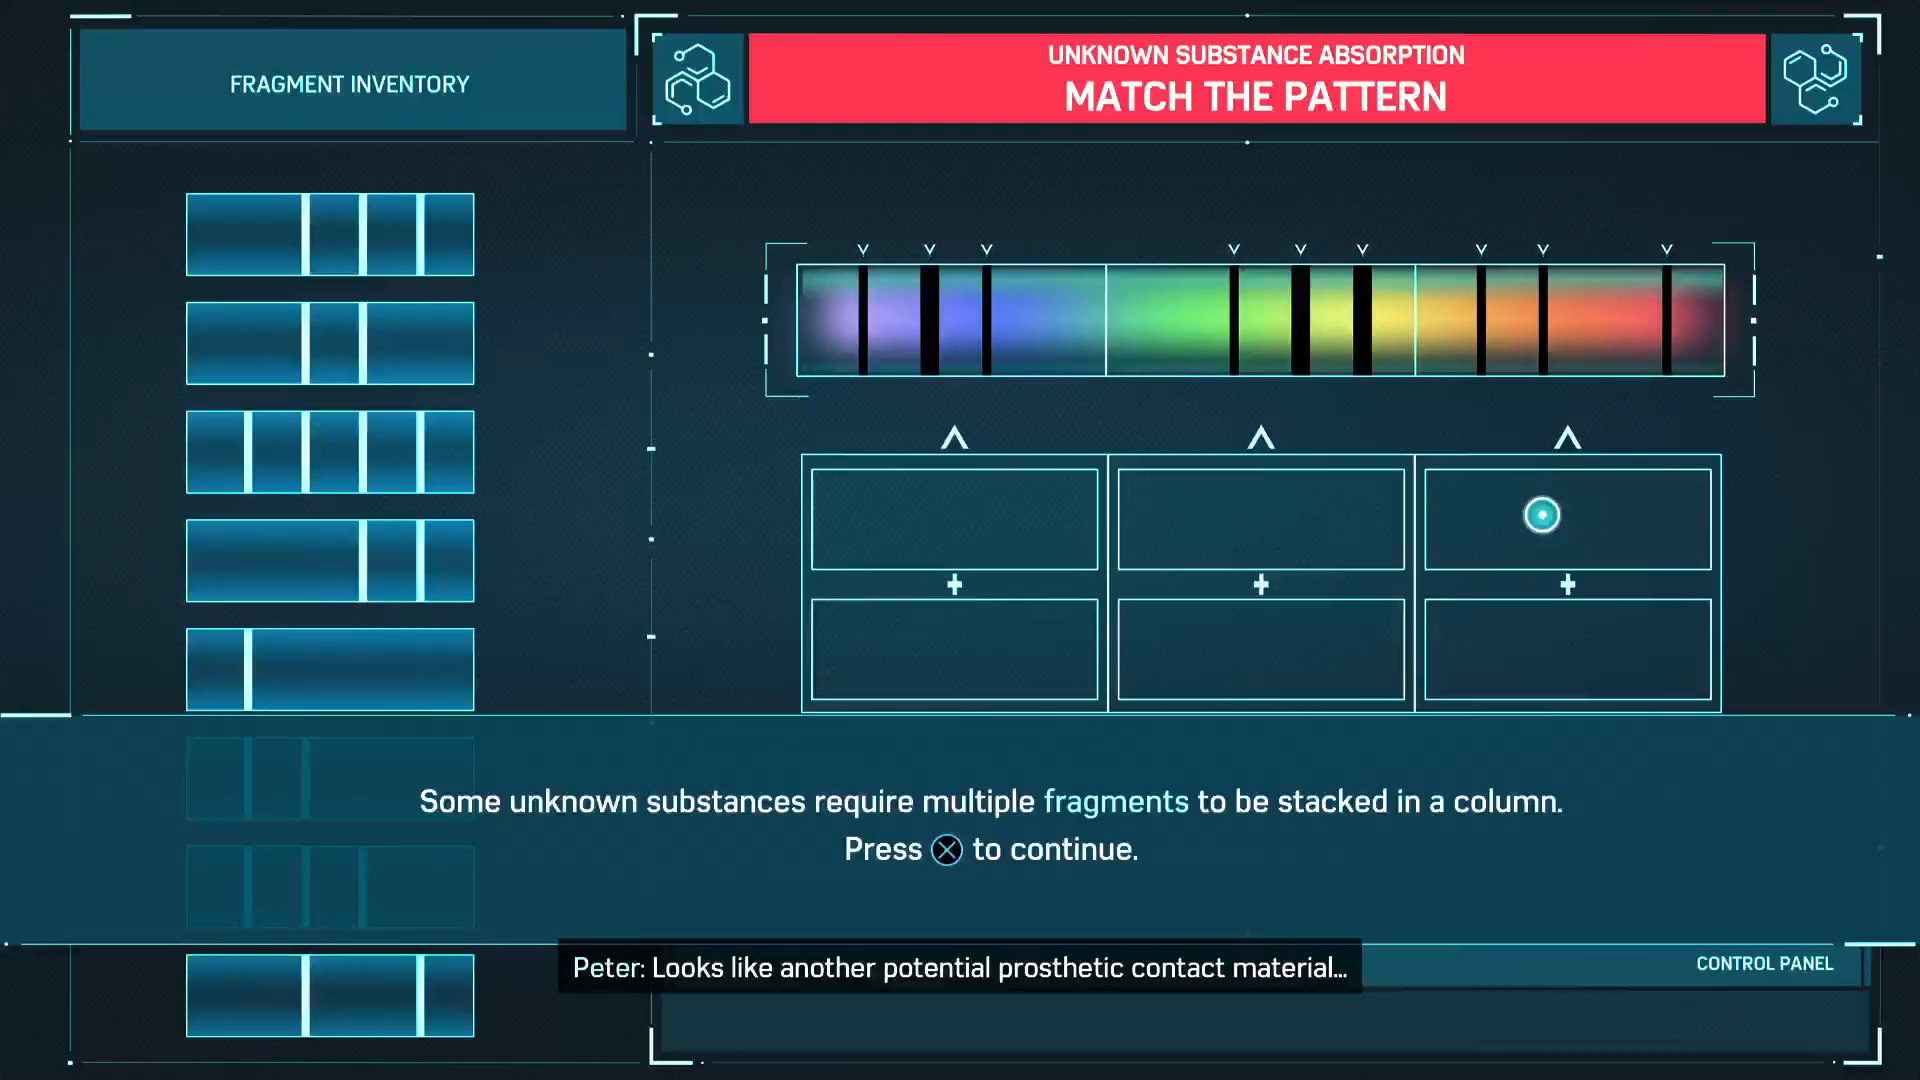 FRAGMENT INVENTORY
UNKNOWN SUBSTANCE ABSORPTION
MATCH THE PATTERN
Some unknown substances require multiple fragments to be stacked in a column.
Press to continue.
Peter: Looks like another potential prosthetic contact material...
CONTROL PANEL